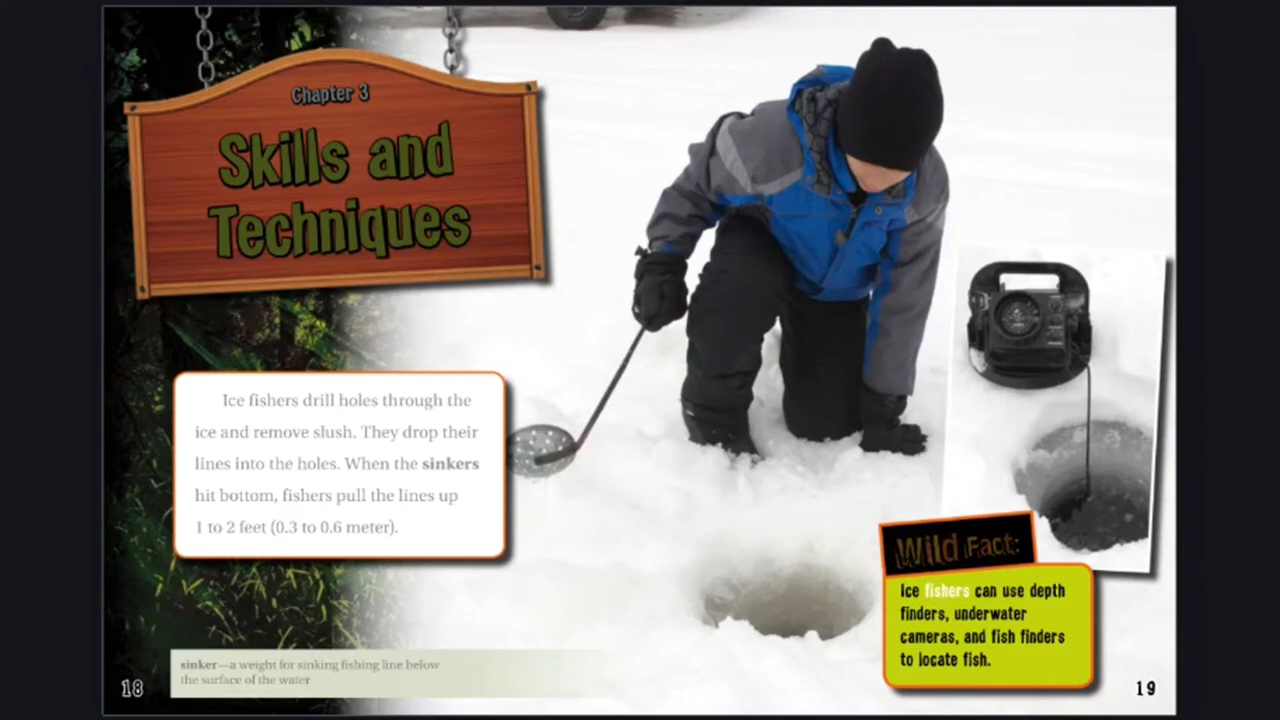 Chapter 3
Skills and
Techniques
Ice fishers drill holes through the
ice and remove slush. They drop their
lines into the holes. When the sinkers
hit bottom, fishers pull the lines up
1 to 2 feet (0.3 to 0.6 meter).
sinker—a weight for sinking fishing line below
the surface of the water
18
Wild Fact:
Ice fishers can use depth
finders, underwater
cameras, and fish finders
to locate fish.
19